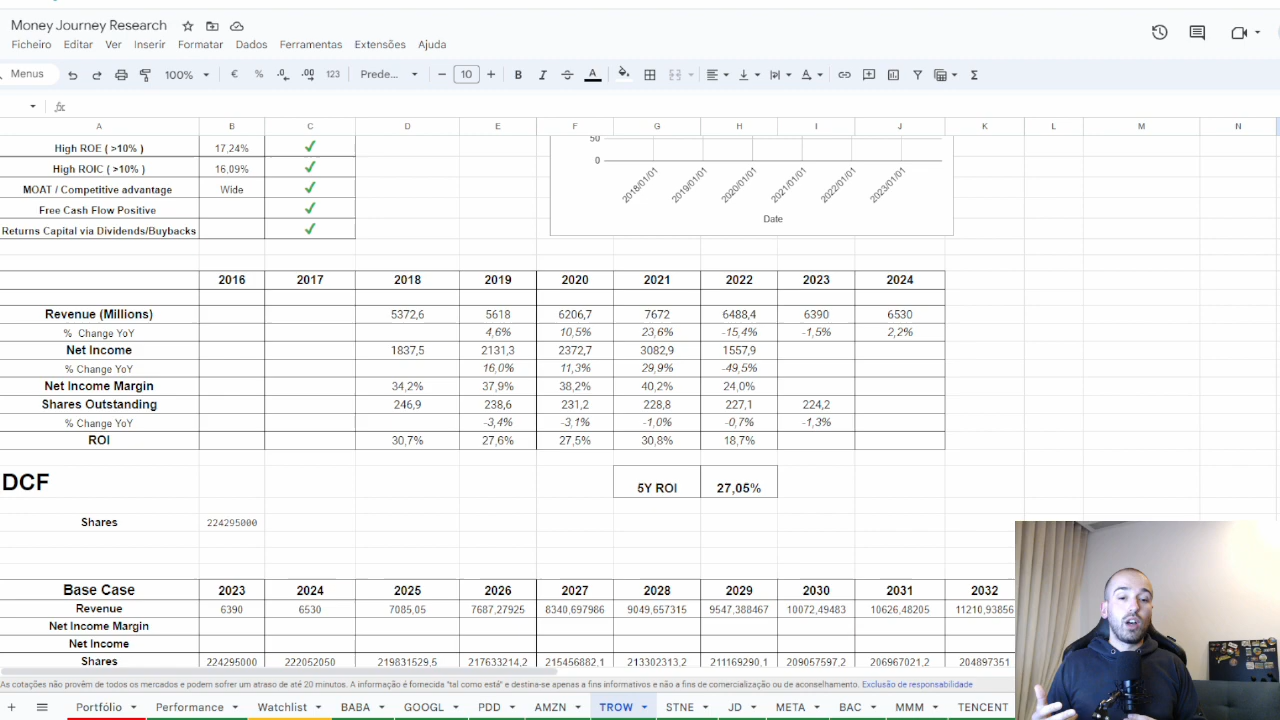 Money Journey Research
Ficheiro Editar Ver Inserir Formatar Dados Ferramentas Extensões Ajuda
Menus 100% € % .0 .00 123 Prede... 10 B I A Σ
fx
A B C D E F G H I J K L M N
High ROE ( >10% ) 17,24% ✓
High ROIC ( >10% ) 16,09% ✓
MOAT / Competitive advantage Wide ✓
Free Cash Flow Positive ✓
Returns Capital via Dividends/Buybacks ✓
50
0
2018/01/01 2019/01/01 2020/01/01 2021/01/01 2022/01/01 2023/01/01
Date
2016 2017 2018 2019 2020 2021 2022 2023 2024
Revenue (Millions) 5372,6 5618 6206,7 7672 6488,4 6390 6530
% Change YoY 4,6% 10,5% 23,6% -15,4% -1,5% 2,2%
Net Income 1837,5 2131,3 2372,7 3082,9 1557,9
% Change YoY 16,0% 11,3% 29,9% -49,5%
Net Income Margin 34,2% 37,9% 38,2% 40,2% 24,0%
Shares Outstanding 246,9 238,6 231,2 228,8 227,1 224,2
% Change YoY -3,4% -3,1% -1,0% -0,7% -1,3%
ROI 30,7% 27,6% 27,5% 30,8% 18,7%
DCF
5Y ROI 27,05%
Shares 224295000
Base Case 2023 2024 2025 2026 2027 2028 2029 2030 2031 2032
Revenue 6390 6530 7085,05 7687,27925 8340,697986 9049,657315 9547,388467 10072,49483 10626,48205 11210,93856
Net Income Margin
Net Income
Shares 224295000 222052050 219831529,5 217633214,2 215456882,1 213302313,2 211169290,1 209057597,2 206967021,2 204897351
As cotações não provêm de todos os mercados e podem sofrer um atraso de até 20 minutos. A informação é fornecida "tal como está" e destina-se apenas a fins informativos e não a fins de comercialização ou de aconselhamento. Exclusão de responsabilidade
Portfólio Performance Watchlist BABA GOOGL PDD AMZN TROW STNE JD META BAC MMM TENCENT